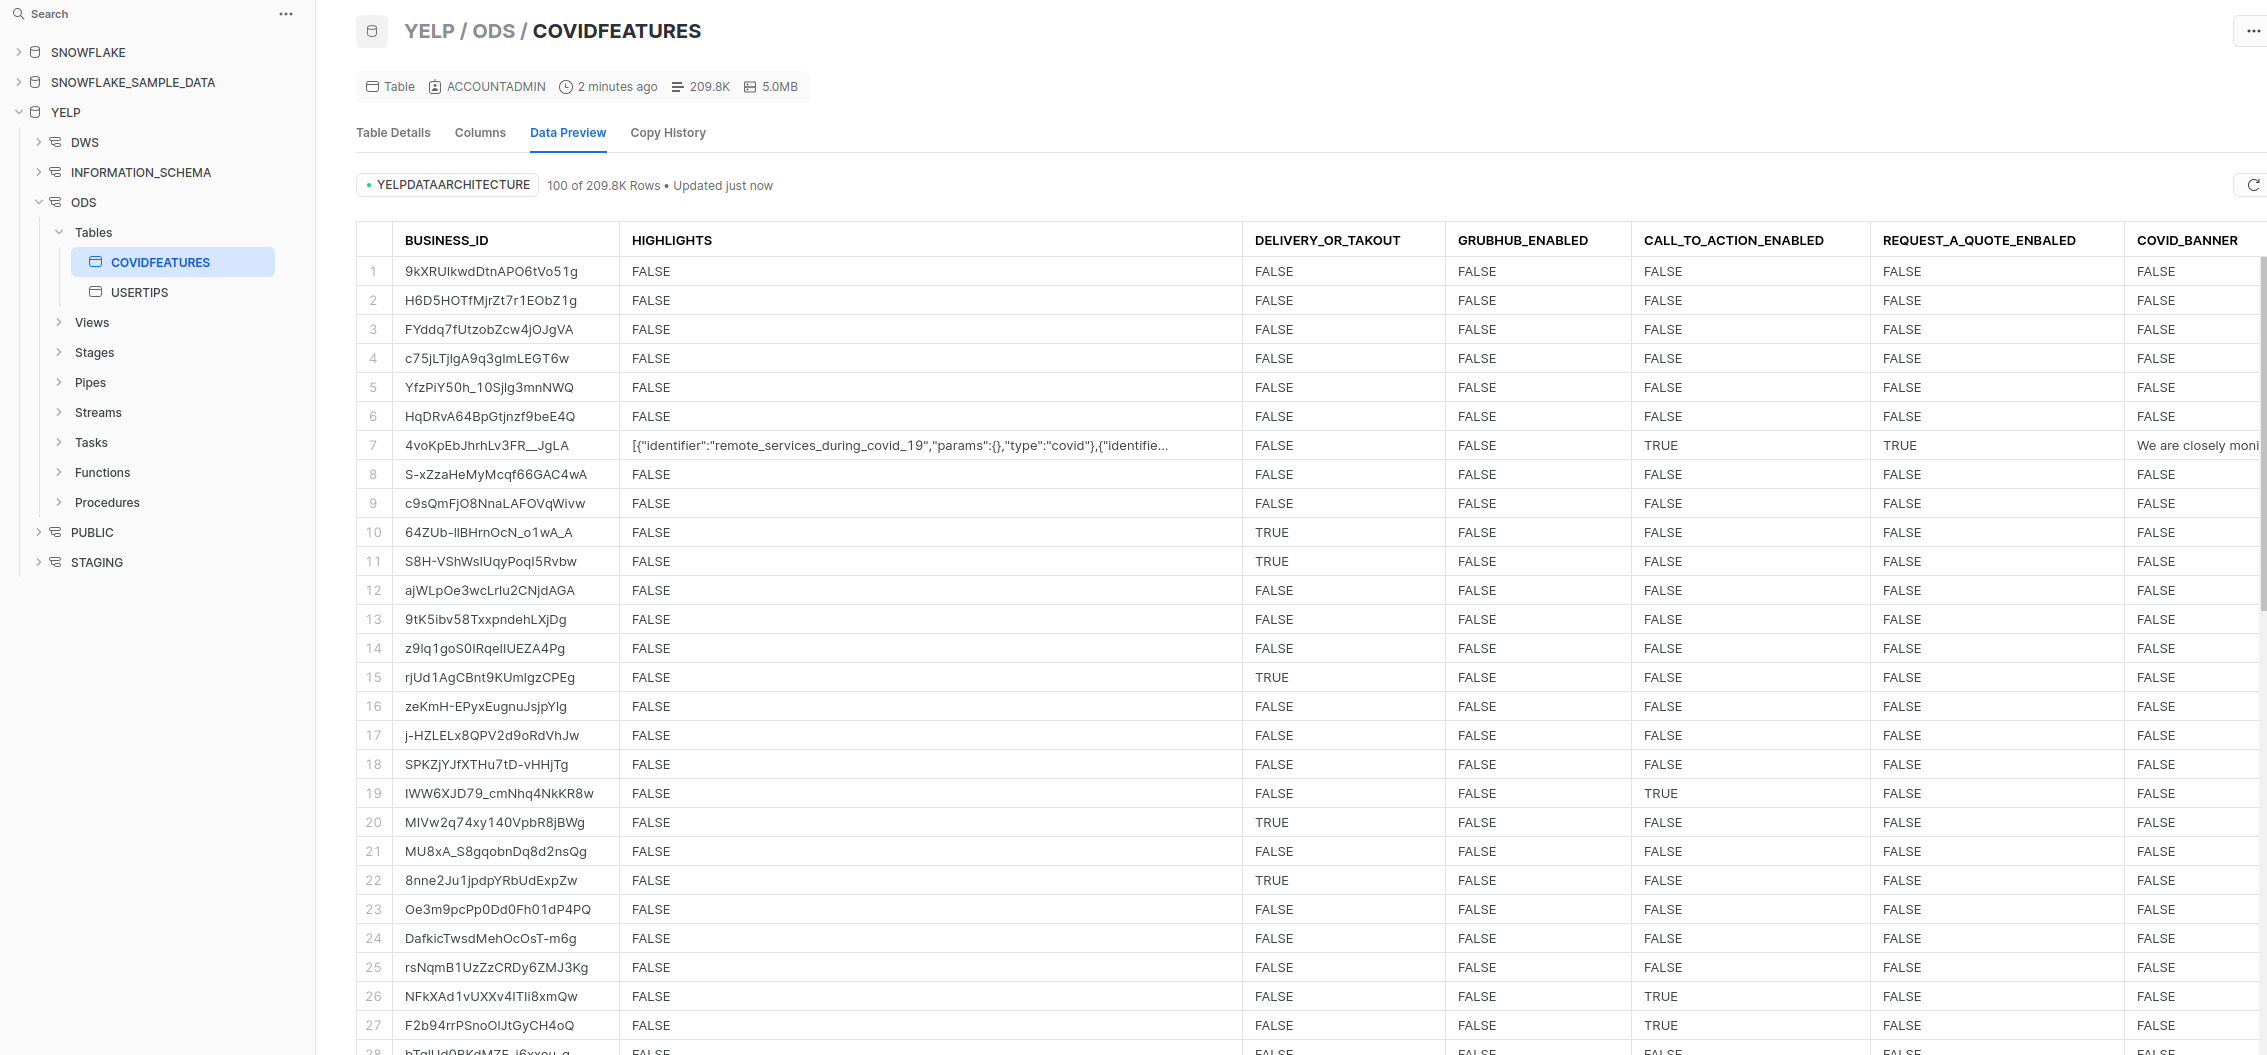 Search
SNOWFLAKE
SNOWFLAKE_SAMPLE_DATA
YELP
DWS
INFORMATION_SCHEMA
ODS
Tables
COVIDFEATURES
USERTIPS
Views
Stages
Pipes
Streams
Tasks
Functions
Procedures
PUBLIC
STAGING
YELP / ODS / COVIDFEATURES
Table ACCOUNTADMIN 2 minutes ago 209.8K 5.0MB
Table Details Columns Data Preview Copy History
YELPDATAARCHITECTURE 100 of 209.8K Rows • Updated just now
BUSINESS_ID HIGHLIGHTS DELIVERY_OR_TAKOUT GRUBHUB_ENABLED CALL_TO_ACTION_ENABLED REQUEST_A_QUOTE_ENBALED COVID_BANNER
1 9kXRUIkwdDtnAPO6tVo51g FALSE FALSE FALSE FALSE FALSE FALSE
2 H6D5HOTfMjrZt7r1EObZ1g FALSE FALSE FALSE FALSE FALSE FALSE
3 FYddq7fUtzobZcw4jOJgVA FALSE FALSE FALSE FALSE FALSE FALSE
4 c75jLTjIgA9q3gImLEGT6w FALSE FALSE FALSE FALSE FALSE FALSE
5 YfzPiY50h_10SjIg3mnNWQ FALSE FALSE FALSE FALSE FALSE FALSE
6 HqDRvA64BpGtjnzf9beE4Q FALSE FALSE FALSE FALSE FALSE FALSE
7 4voKpEbJhrhLv3FR__JgLA [{"identifier":"remote_services_during_covid_19","params":{},"type":"covid"},{"identifie... FALSE FALSE TRUE TRUE We are closely moni
8 S-xZzaHeMyMcqf66GAC4wA FALSE FALSE FALSE FALSE FALSE FALSE
9 c9sQmFjO8NnaLAFOVqWivw FALSE FALSE FALSE FALSE FALSE FALSE
10 64ZUb-IlBHrnOcN_o1wA_A FALSE TRUE FALSE FALSE FALSE FALSE
11 S8H-VShWsIUqyPoqI5Rvbw FALSE TRUE FALSE FALSE FALSE FALSE
12 ajWLpOe3wcLrIu2CNjdAGA FALSE FALSE FALSE FALSE FALSE FALSE
13 9tK5ibv58TxxpndehLXjDg FALSE FALSE FALSE FALSE FALSE FALSE
14 z9Iq1goS0IRqeIIUEZA4Pg FALSE FALSE FALSE FALSE FALSE FALSE
15 rjUd1AgCBnt9KUmlgzCPEg FALSE TRUE FALSE FALSE FALSE FALSE
16 zeKmH-EPyxEugnuJsjpYlg FALSE FALSE FALSE FALSE FALSE FALSE
17 j-HZLELx8QPV2d9oRdVhJw FALSE FALSE FALSE FALSE FALSE FALSE
18 SPKZjYJfXTHu7tD-vHHjTg FALSE FALSE FALSE FALSE FALSE FALSE
19 IWW6XJD79_cmNhq4NkKR8w FALSE FALSE FALSE TRUE FALSE FALSE
20 MIVw2q74xy140VpbR8jBWg FALSE TRUE FALSE FALSE FALSE FALSE
21 MU8xA_S8gqobnDq8d2nsQg FALSE FALSE FALSE FALSE FALSE FALSE
22 8nne2Ju1jpdpYRbUdExpZw FALSE TRUE FALSE FALSE FALSE FALSE
23 Oe3m9pcPp0Dd0Fh01dP4PQ FALSE FALSE FALSE FALSE FALSE FALSE
24 DafkicTwsdMehOcOsT-m6g FALSE FALSE FALSE FALSE FALSE FALSE
25 rsNqmB1UzZzCRDy6ZMJ3Kg FALSE FALSE FALSE FALSE FALSE FALSE
26 NFkXAd1vUXXv4ITIi8xmQw FALSE FALSE FALSE TRUE FALSE FALSE
27 F2b94rrPSnoOIJtGyCH4oQ FALSE FALSE FALSE TRUE FALSE FALSE
28 FALSE FALSE FALSE FALSE FALSE FALSE